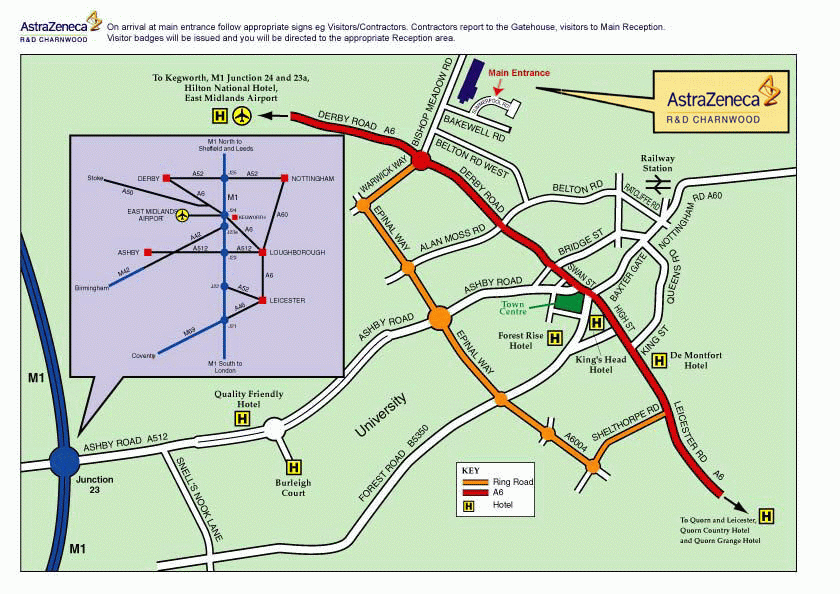 AstraZeneca
R & D CHARNWOOD
On arrival at main entrance follow appropriate signs eg Visitors/Contractors. Contractors report to the Gatehouse, visitors to Main Reception.
Visitor badges will be issued and you will be directed to the appropriate Reception area.
To Kegworth, M1 Junction 24 and 23a,
Hilton National Hotel,
East Midlands Airport
H
DERBY ROAD A6
BISHOP MEADOW RD
Main Entrance
SUMMERPOOL RD
BAKEWELL RD
BELTON RD WEST
AstraZeneca
R & D CHARNWOOD
WARWICK WAY
DERBY ROAD
BELTON RD
Railway
Station
RATCLIFFE RD
NOTTINGHAM RD A60
EPINAL WAY
ALAN MOSS RD
BRIDGE ST
SWAN ST
BAXTER GATE
QUEEN'S RD
ASHBY ROAD
ASHBY ROAD
Town
Centre
HIGH ST
KING ST
Forest Rise
Hotel
H
H
King's Head
Hotel
H
De Montfort
Hotel
EPINAL WAY
SHELTHORPE RD
A6004
LEICESTER RD
A6
M1 North to
Sheffield and Leeds
Stoke
DERBY
A52
J25
A52
NOTTINGHAM
A50
A6
M1
EAST MIDLANDS
AIRPORT
J24
KEGWORTH
A60
J23a
A42
A6
ASHBY
A512
A512
J23
LOUGHBOROUGH
M42
A6
Birmingham
J22
A52
LEICESTER
A46
M69
J21
Coventry
M1 South to
London
M1
Quality Friendly
Hotel
H
University
ASHBY ROAD A512
Junction
23
H
Burleigh
Court
SNELL'S NOOK LANE
FOREST ROAD B5350
M1
KEY
Ring Road
A6
H
Hotel
H
To Quorn and Leicester,
Quorn Country Hotel
and Quorn Grange Hotel